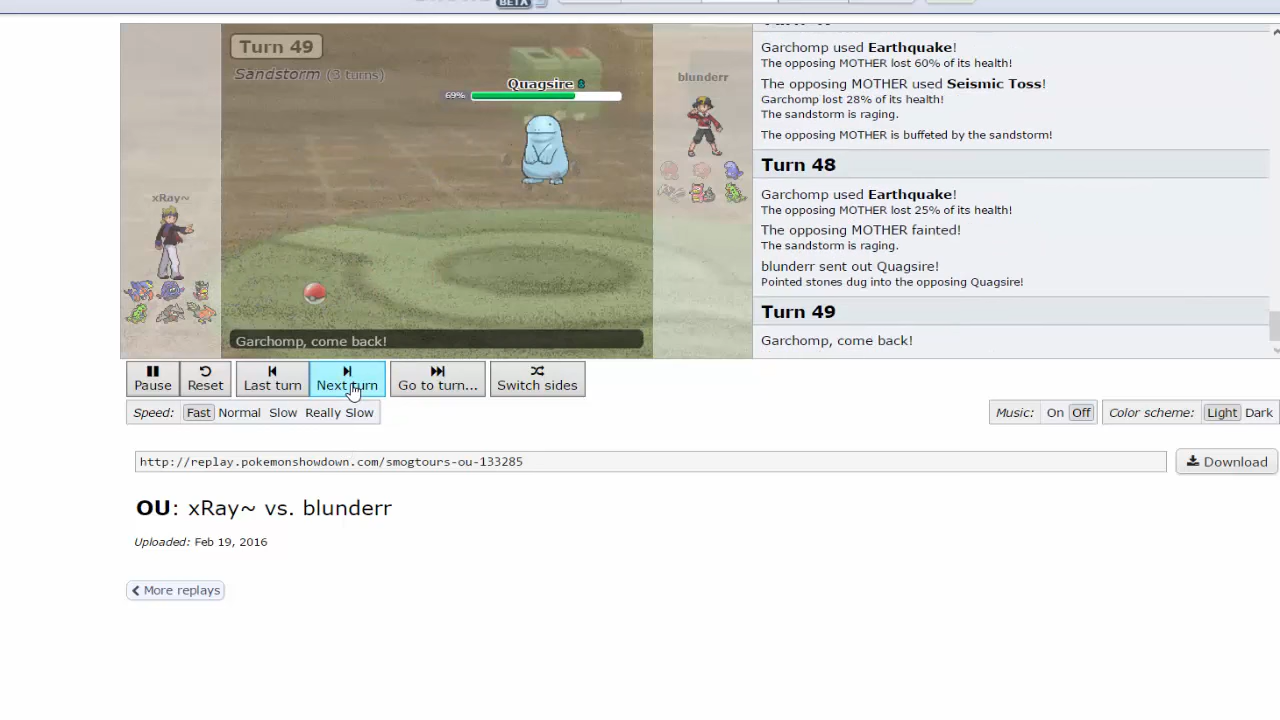 BETA
Turn 49
Sandstorm (3 turns)
Quagsire
69%
xRay~
blunderr
Garchomp, come back!
Garchomp used Earthquake!
The opposing MOTHER lost 60% of its health!
The opposing MOTHER used Seismic Toss!
Garchomp lost 28% of its health!
The sandstorm is raging.
The opposing MOTHER is buffeted by the sandstorm!
Turn 48
Garchomp used Earthquake!
The opposing MOTHER lost 25% of its health!
The opposing MOTHER fainted!
The sandstorm is raging.
blunderr sent out Quagsire!
Pointed stones dug into the opposing Quagsire!
Turn 49
Garchomp, come back!
Pause Reset Last turn Next turn Go to turn... Switch sides
Speed: Fast Normal Slow Really Slow
Music: On Off Color scheme: Light Dark
http://replay.pokemonshowdown.com/smogtours-ou-133285
Download
OU: xRay~ vs. blunderr
Uploaded: Feb 19, 2016
More replays